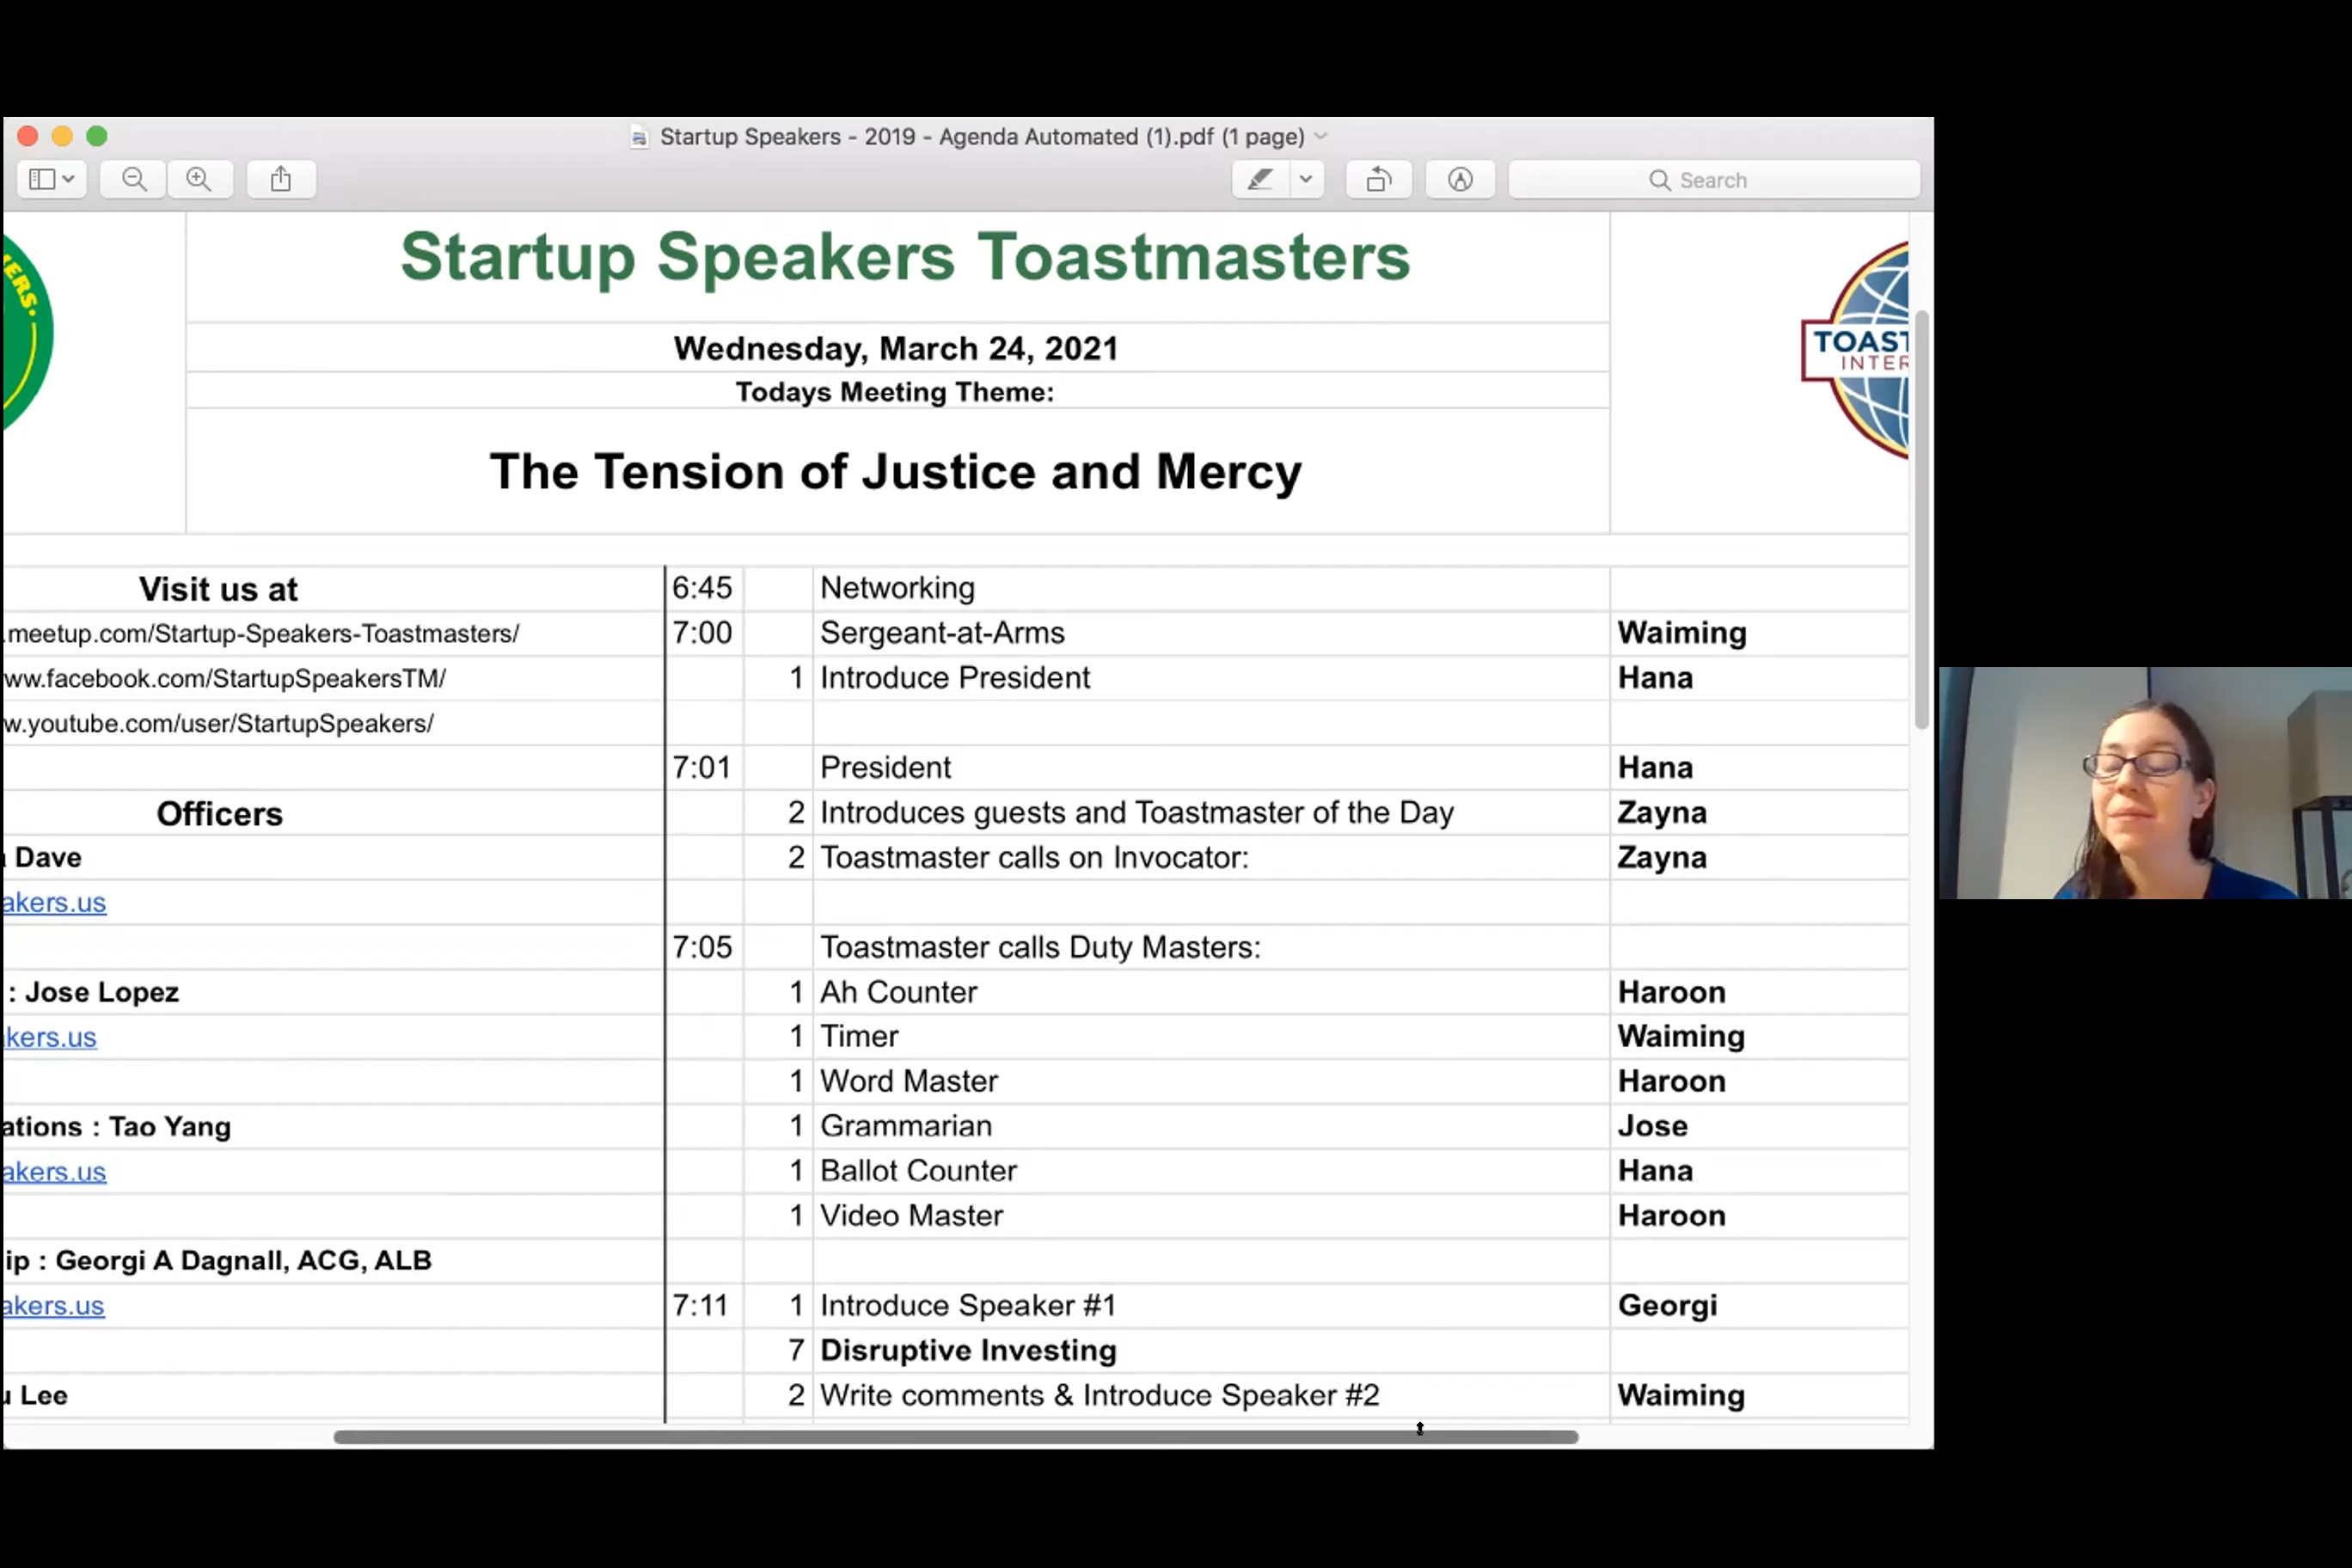 Startup Speakers - 2019 - Agenda Automated (1).pdf (1 page)
Search
ERS.
Startup Speakers Toastmasters
Wednesday, March 24, 2021
Todays Meeting Theme:
The Tension of Justice and Mercy
TOAST
INTER
Visit us at
.meetup.com/Startup-Speakers-Toastmasters/
ww.facebook.com/StartupSpeakersTM/
w.youtube.com/user/StartupSpeakers/
Officers
Dave
akers.us
: Jose Lopez
kers.us
ations : Tao Yang
akers.us
ip : Georgi A Dagnall, ACG, ALB
akers.us
u Lee
6:45 Networking
7:00 Sergeant-at-Arms Waiming
1 Introduce President Hana
7:01 President Hana
2 Introduces guests and Toastmaster of the Day Zayna
2 Toastmaster calls on Invocator: Zayna
7:05 Toastmaster calls Duty Masters:
1 Ah Counter Haroon
1 Timer Waiming
1 Word Master Haroon
1 Grammarian Jose
1 Ballot Counter Hana
1 Video Master Haroon
7:11 1 Introduce Speaker #1 Georgi
7 Disruptive Investing
2 Write comments & Introduce Speaker #2 Waiming